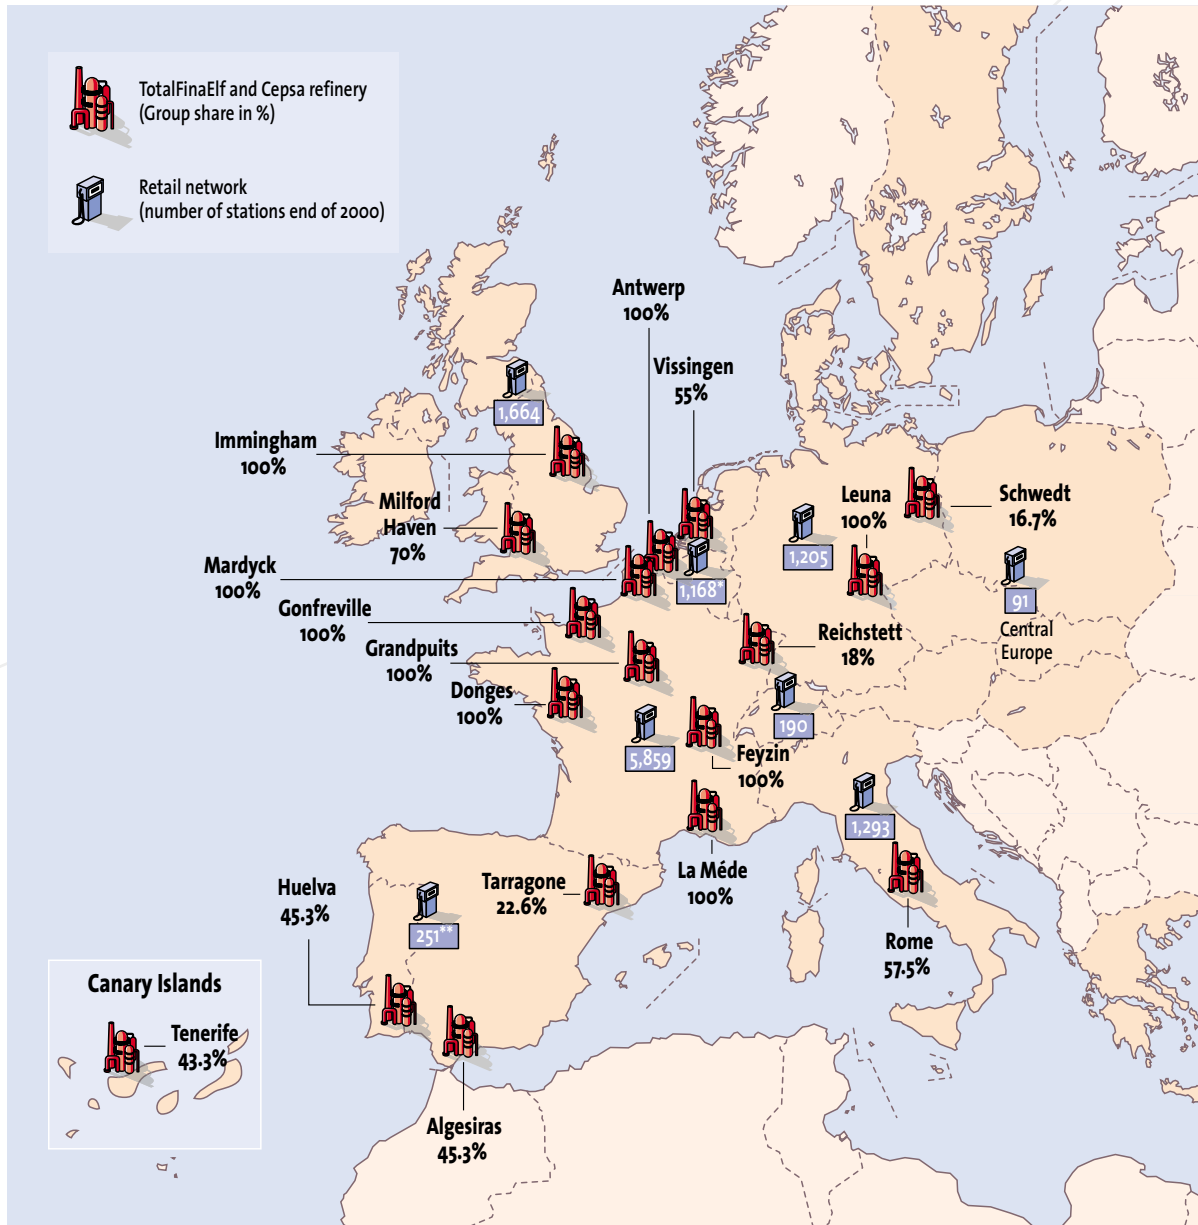 TotalFinaElf and Cepsa refinery
(Group share in %)
Retail network
(number of stations end of 2000)
Antwerp
100%
Vissingen
55%
1,664
Immingham
100%
Milford
Haven
70%
Leuna
100%
Schwedt
16.7%
1,205
Mardyck
100%
1,168*
91
Central
Europe
Gonfreville
100%
Grandpuits
100%
Reichstett
18%
Donges
100%
190
5,859
Feyzin
100%
1,293
La Méde
100%
Tarragone
22.6%
Huelva
45.3%
251**
Rome
57.5%
Canary Islands
Tenerife
43.3%
Algesiras
45.3%